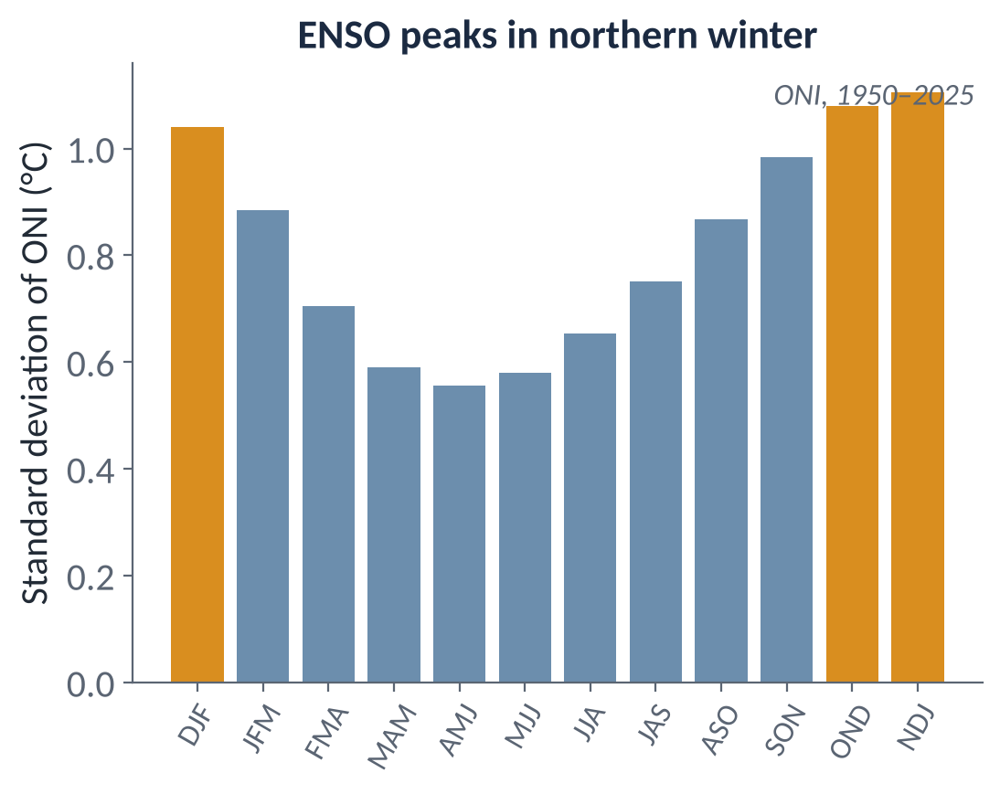 ENSO peaks in northern winter
ONI, 1950–2025
Standard deviation of ONI (°C)
1.0
0.8
0.6
0.4
0.2
0.0
DJF
JFM
FMA
MAM
AMJ
MJJ
JJA
JAS
ASO
SON
OND
NDJ